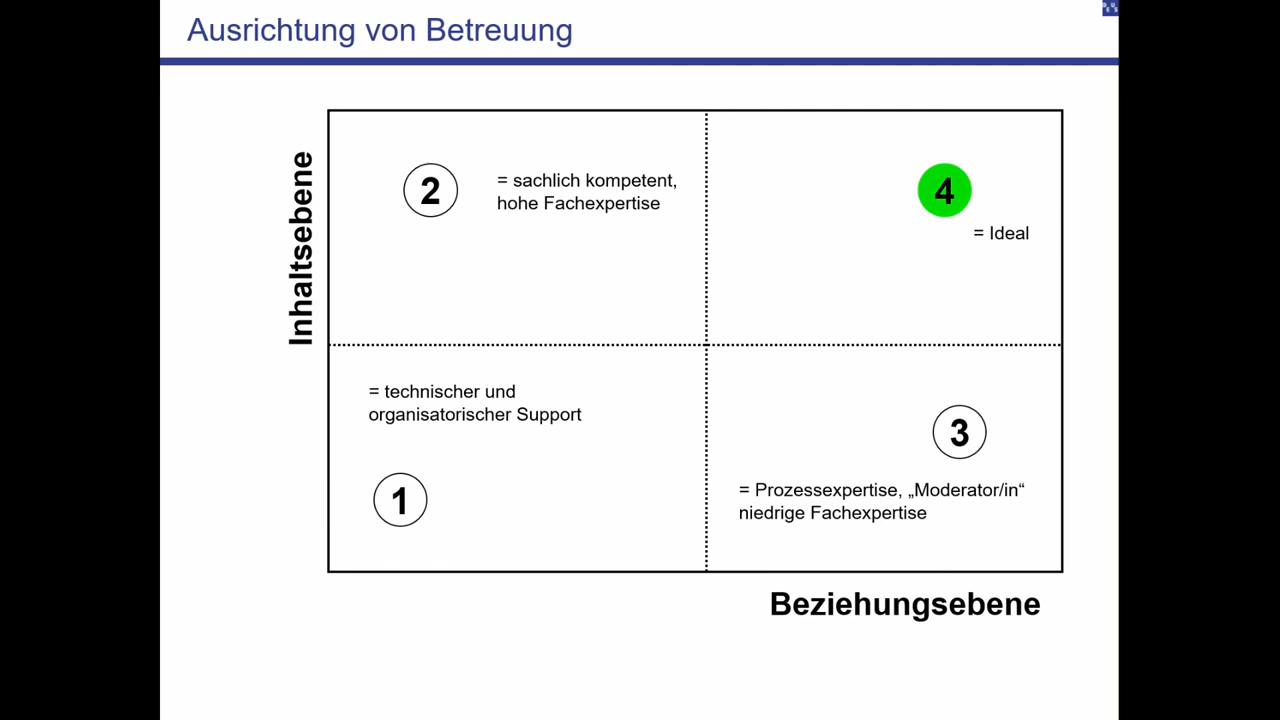 Ausrichtung von Betreuung
Inhaltsebene
2
= sachlich kompetent,
hohe Fachexpertise
4
= Ideal
= technischer und
organisatorischer Support
1
3
= Prozessexpertise, „Moderator/in“
niedrige Fachexpertise
Beziehungsebene